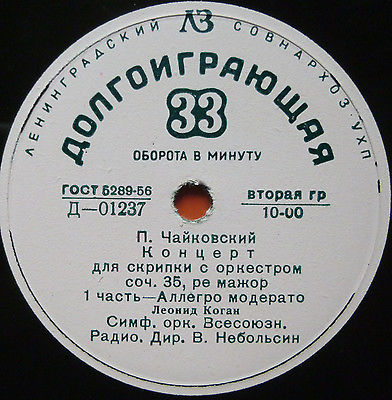 ЛЗ
ЛЕНИНГРАДСКИЙ СОВНАРХОЗ·УХП
ДОЛГОИГРАЮЩАЯ
33
ОБОРОТА В МИНУТУ
ГОСТ 5289-56
Д—01237
ВТОРАЯ ГР
10-00
П. Чайковский
Концерт
для скрипки с оркестром
соч. 35, ре мажор
1 часть—Аллегро модерато
Леонид Коган
Симф. орк. Всесоюзн.
Радио. Дир. В. Небольсин